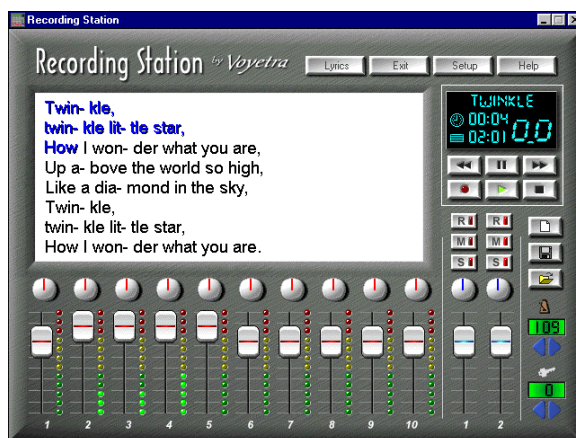 Recording Station
Recording Station by Voyetra
Lyrics Exit Setup Help
Twin- kle,
twin- kle lit- tle star,
How I won- der what you are,
Up a- bove the world so high,
Like a dia- mond in the sky,
Twin- kle,
twin- kle lit- tle star,
How I won- der what you are.
TWINKLE
00:04
02:01 0.0
R R
M M
S S
109
0
1 2 3 4 5 6 7 8 9 10 1 2